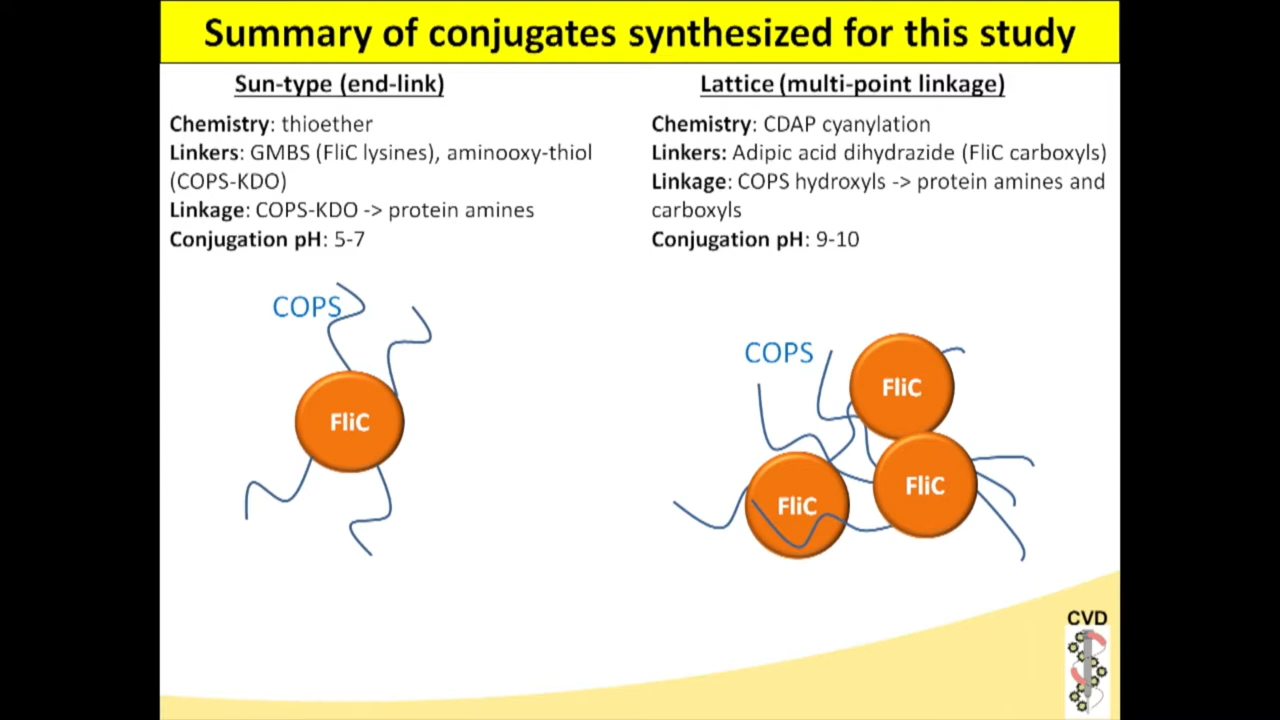 Summary of conjugates synthesized for this study
Sun-type (end-link)
Chemistry: thioether
Linkers: GMBS (FliC lysines), aminooxy-thiol
(COPS-KDO)
Linkage: COPS-KDO -> protein amines
Conjugation pH: 5-7
COPS
FliC
Lattice (multi-point linkage)
Chemistry: CDAP cyanylation
Linkers: Adipic acid dihydrazide (FliC carboxyls)
Linkage: COPS hydroxyls -> protein amines and
carboxyls
Conjugation pH: 9-10
COPS
FliC
FliC
FliC
CVD